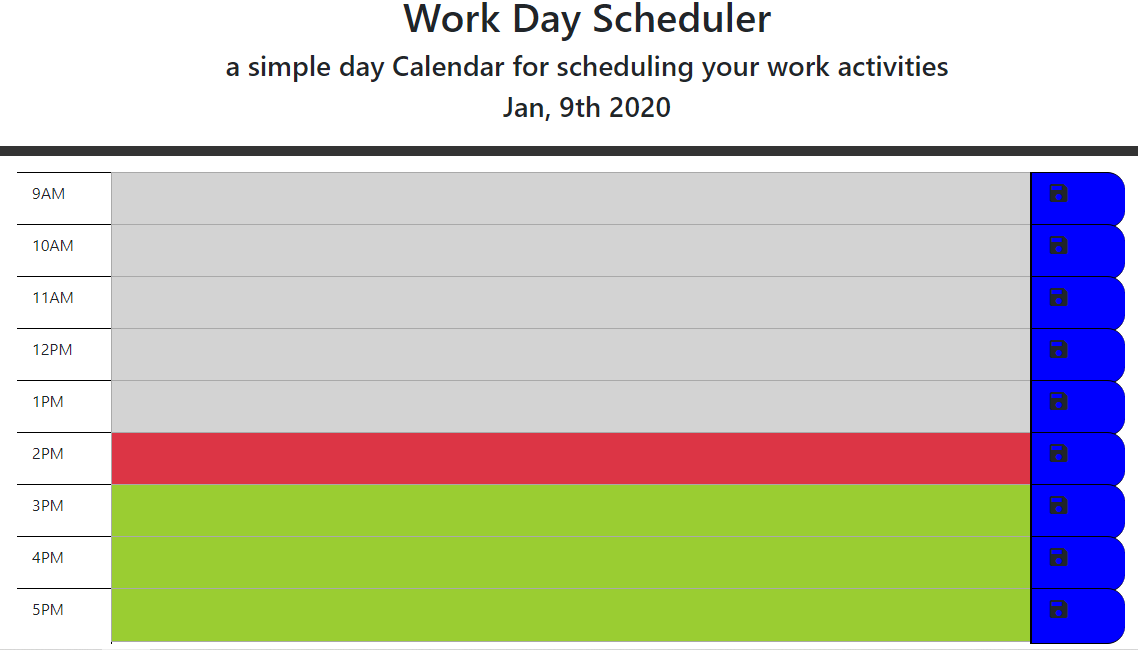 Work Day Scheduler
a simple day Calendar for scheduling your work activities
Jan, 9th 2020
9AM
10AM
11AM
12PM
1PM
2PM
3PM
4PM
5PM